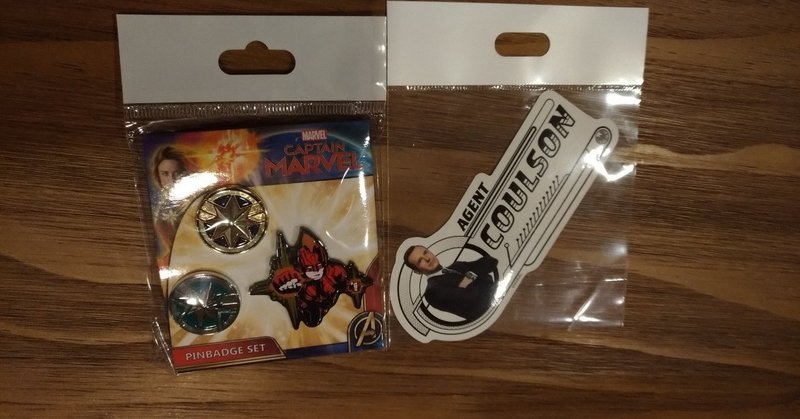 MARVEL
CAPTAIN
MARVEL
PINBADGE SET
AGENT
COULSON